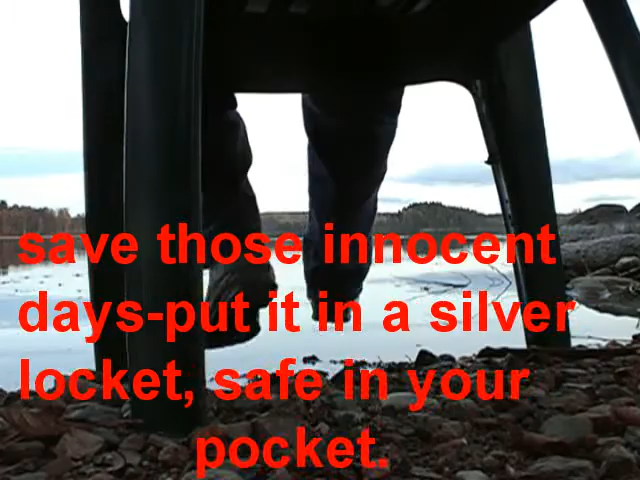 save those innocent
days-put it in a silver
locket, safe in your
pocket.